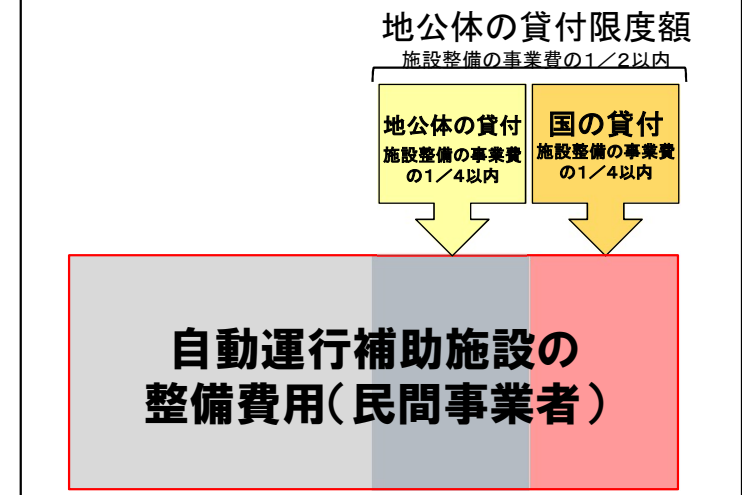 地公体の貸付限度額
施設整備の事業費の1／2以内
地公体の貸付
施設整備の事業費
の1／4以内
国の貸付
施設整備の事業費
の1／4以内
自動運行補助施設の
整備費用(民間事業者)